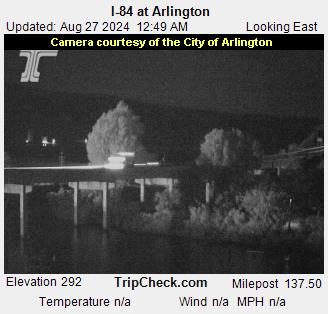 I-84 at Arlington
Updated: Aug 27 2024 12:49 AM Looking East
Camera courtesy of the City of Arlington
Elevation 292 TripCheck.com Milepost 137.50
Temperature n/a Wind n/a MPH n/a